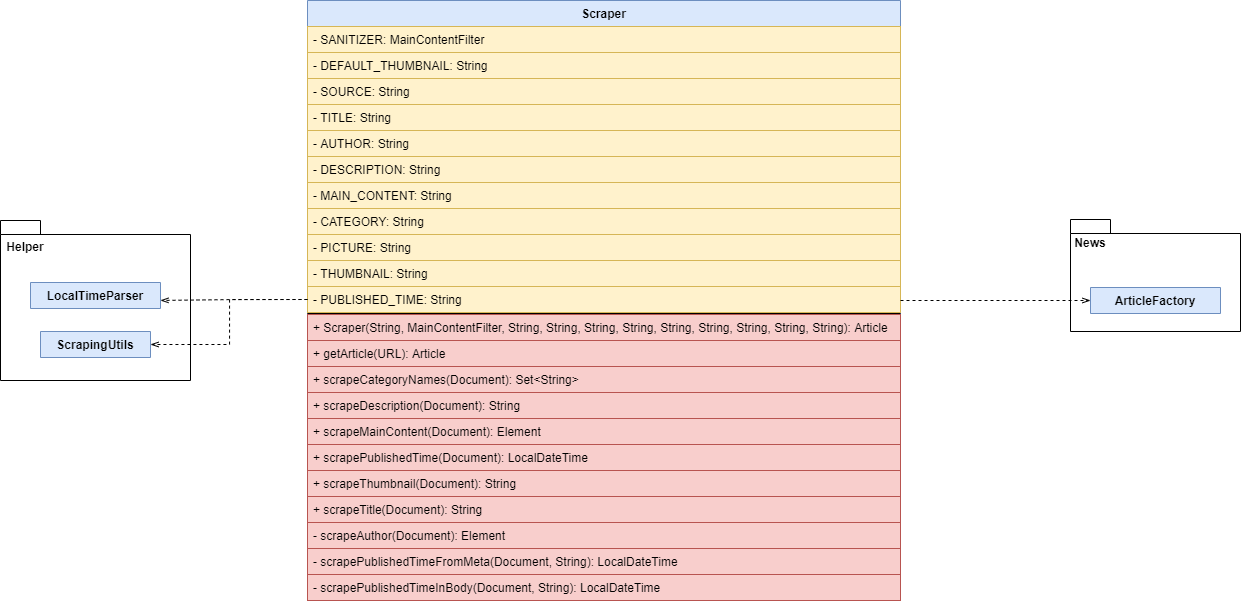 Scraper
- SANITIZER: MainContentFilter
- DEFAULT_THUMBNAIL: String
- SOURCE: String
- TITLE: String
- AUTHOR: String
- DESCRIPTION: String
- MAIN_CONTENT: String
- CATEGORY: String
- PICTURE: String
- THUMBNAIL: String
- PUBLISHED_TIME: String
+ Scraper(String, MainContentFilter, String, String, String, String, String, String, String, String, String): Article
+ getArticle(URL): Article
+ scrapeCategoryNames(Document): Set<String>
+ scrapeDescription(Document): String
+ scrapeMainContent(Document): Element
+ scrapePublishedTime(Document): LocalDateTime
+ scrapeThumbnail(Document): String
+ scrapeTitle(Document): String
- scrapeAuthor(Document): Element
- scrapePublishedTimeFromMeta(Document, String): LocalDateTime
- scrapePublishedTimeInBody(Document, String): LocalDateTime
Helper
LocalTimeParser
ScrapingUtils
News
ArticleFactory